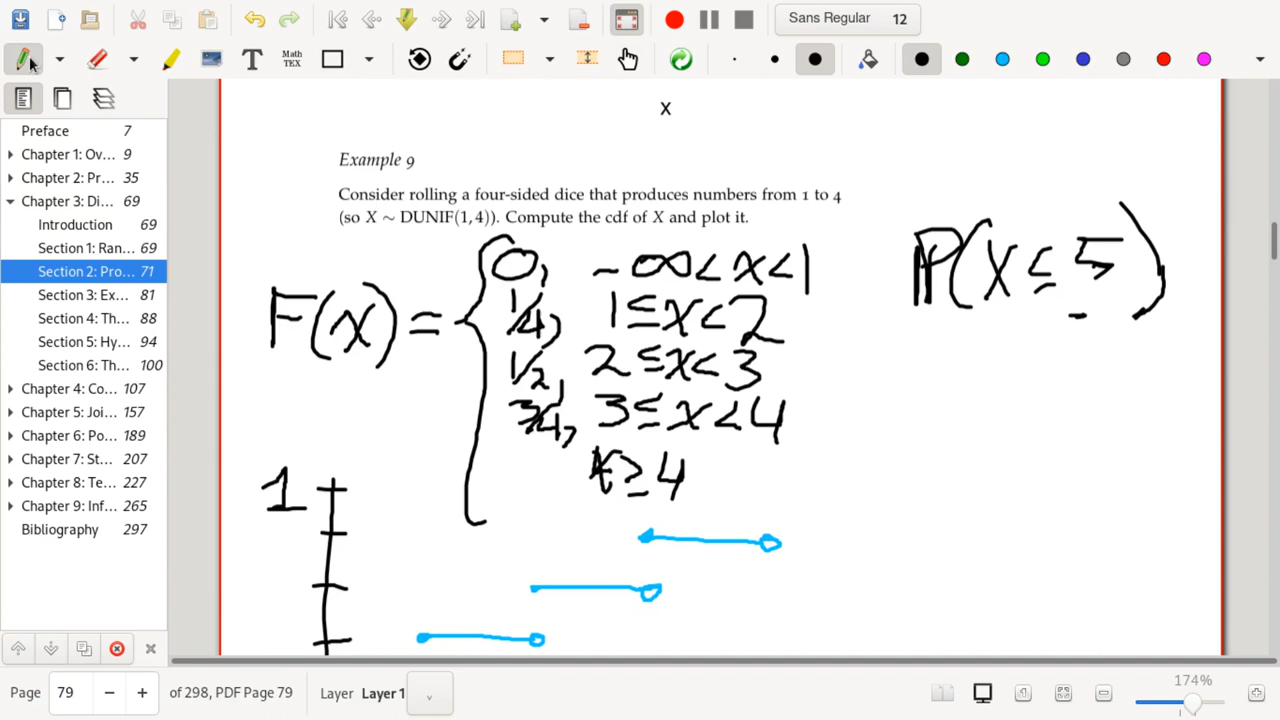 Sans Regular 12
T Math TEX
Preface 7
Chapter 1: Ov... 9
Chapter 2: Pr... 35
Chapter 3: Di... 69
Introduction 69
Section 1: Ran... 69
Section 2: Pro... 71
Section 3: Ex... 81
Section 4: Th... 88
Section 5: Hy... 94
Section 6: Th... 100
Chapter 4: Co... 107
Chapter 5: Joi... 157
Chapter 6: Po... 189
Chapter 7: St... 207
Chapter 8: Te... 227
Chapter 9: Inf... 265
Bibliography 297
x
Example 9
Consider rolling a four-sided dice that produces numbers from 1 to 4
(so X ∼ DUNIF(1, 4)). Compute the cdf of X and plot it.
F(x) = {
0, -∞ < x < 1
1/4, 1 ≤ x < 2
1/2, 2 ≤ x < 3
3/4, 3 ≤ x < 4
x ≥ 4
ℙ(X ≤ 5)
1
Page 79 of 298, PDF Page 79
Layer Layer 1
174%